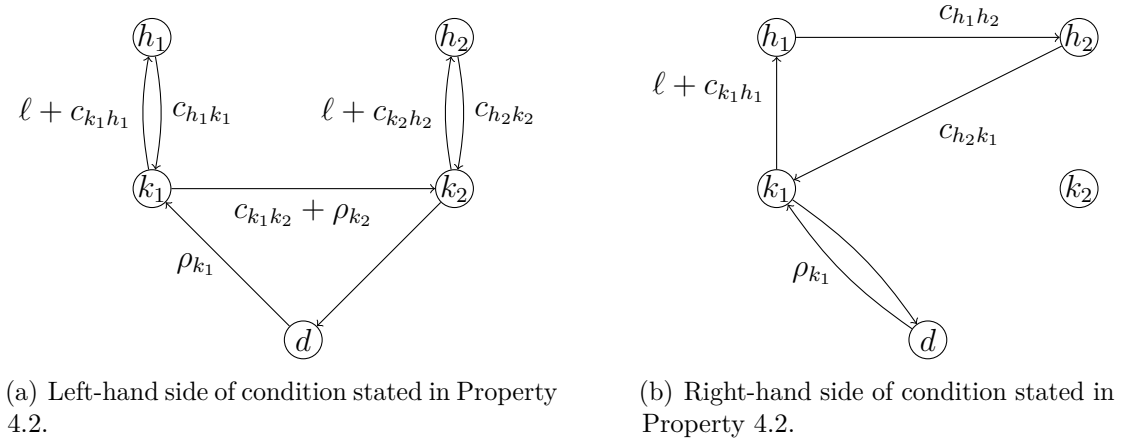 h₁ h₂
ℓ + c_{k₁h₁} c_{h₁k₁} ℓ + c_{k₂h₂} c_{h₂k₂}
k₁ k₂
c_{k₁k₂} + ρ_{k₂}
ρ_{k₁}
d
(a) Left-hand side of condition stated in Property
4.2.
c_{h₁h₂}
h₁ h₂
ℓ + c_{k₁h₁}
c_{h₂k₁}
k₁ k₂
ρ_{k₁}
d
(b) Right-hand side of condition stated in
Property 4.2.